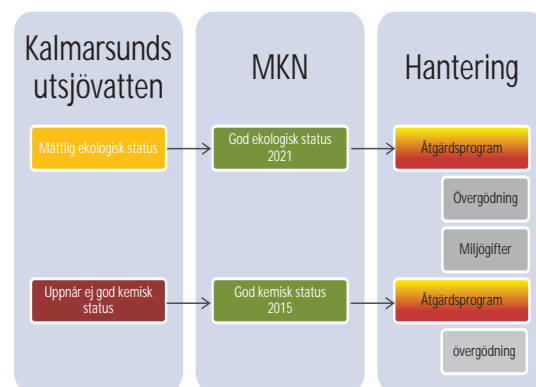 Kalmarsunds
utsjövatten
MKN
Hantering
Måttlig ekologisk status
God ekologisk status
2021
Åtgärdsprogram
Övergödning
Miljögifter
Uppnår ej god kemisk
status
God kemisk status
2015
Åtgärdsprogram
övergödning